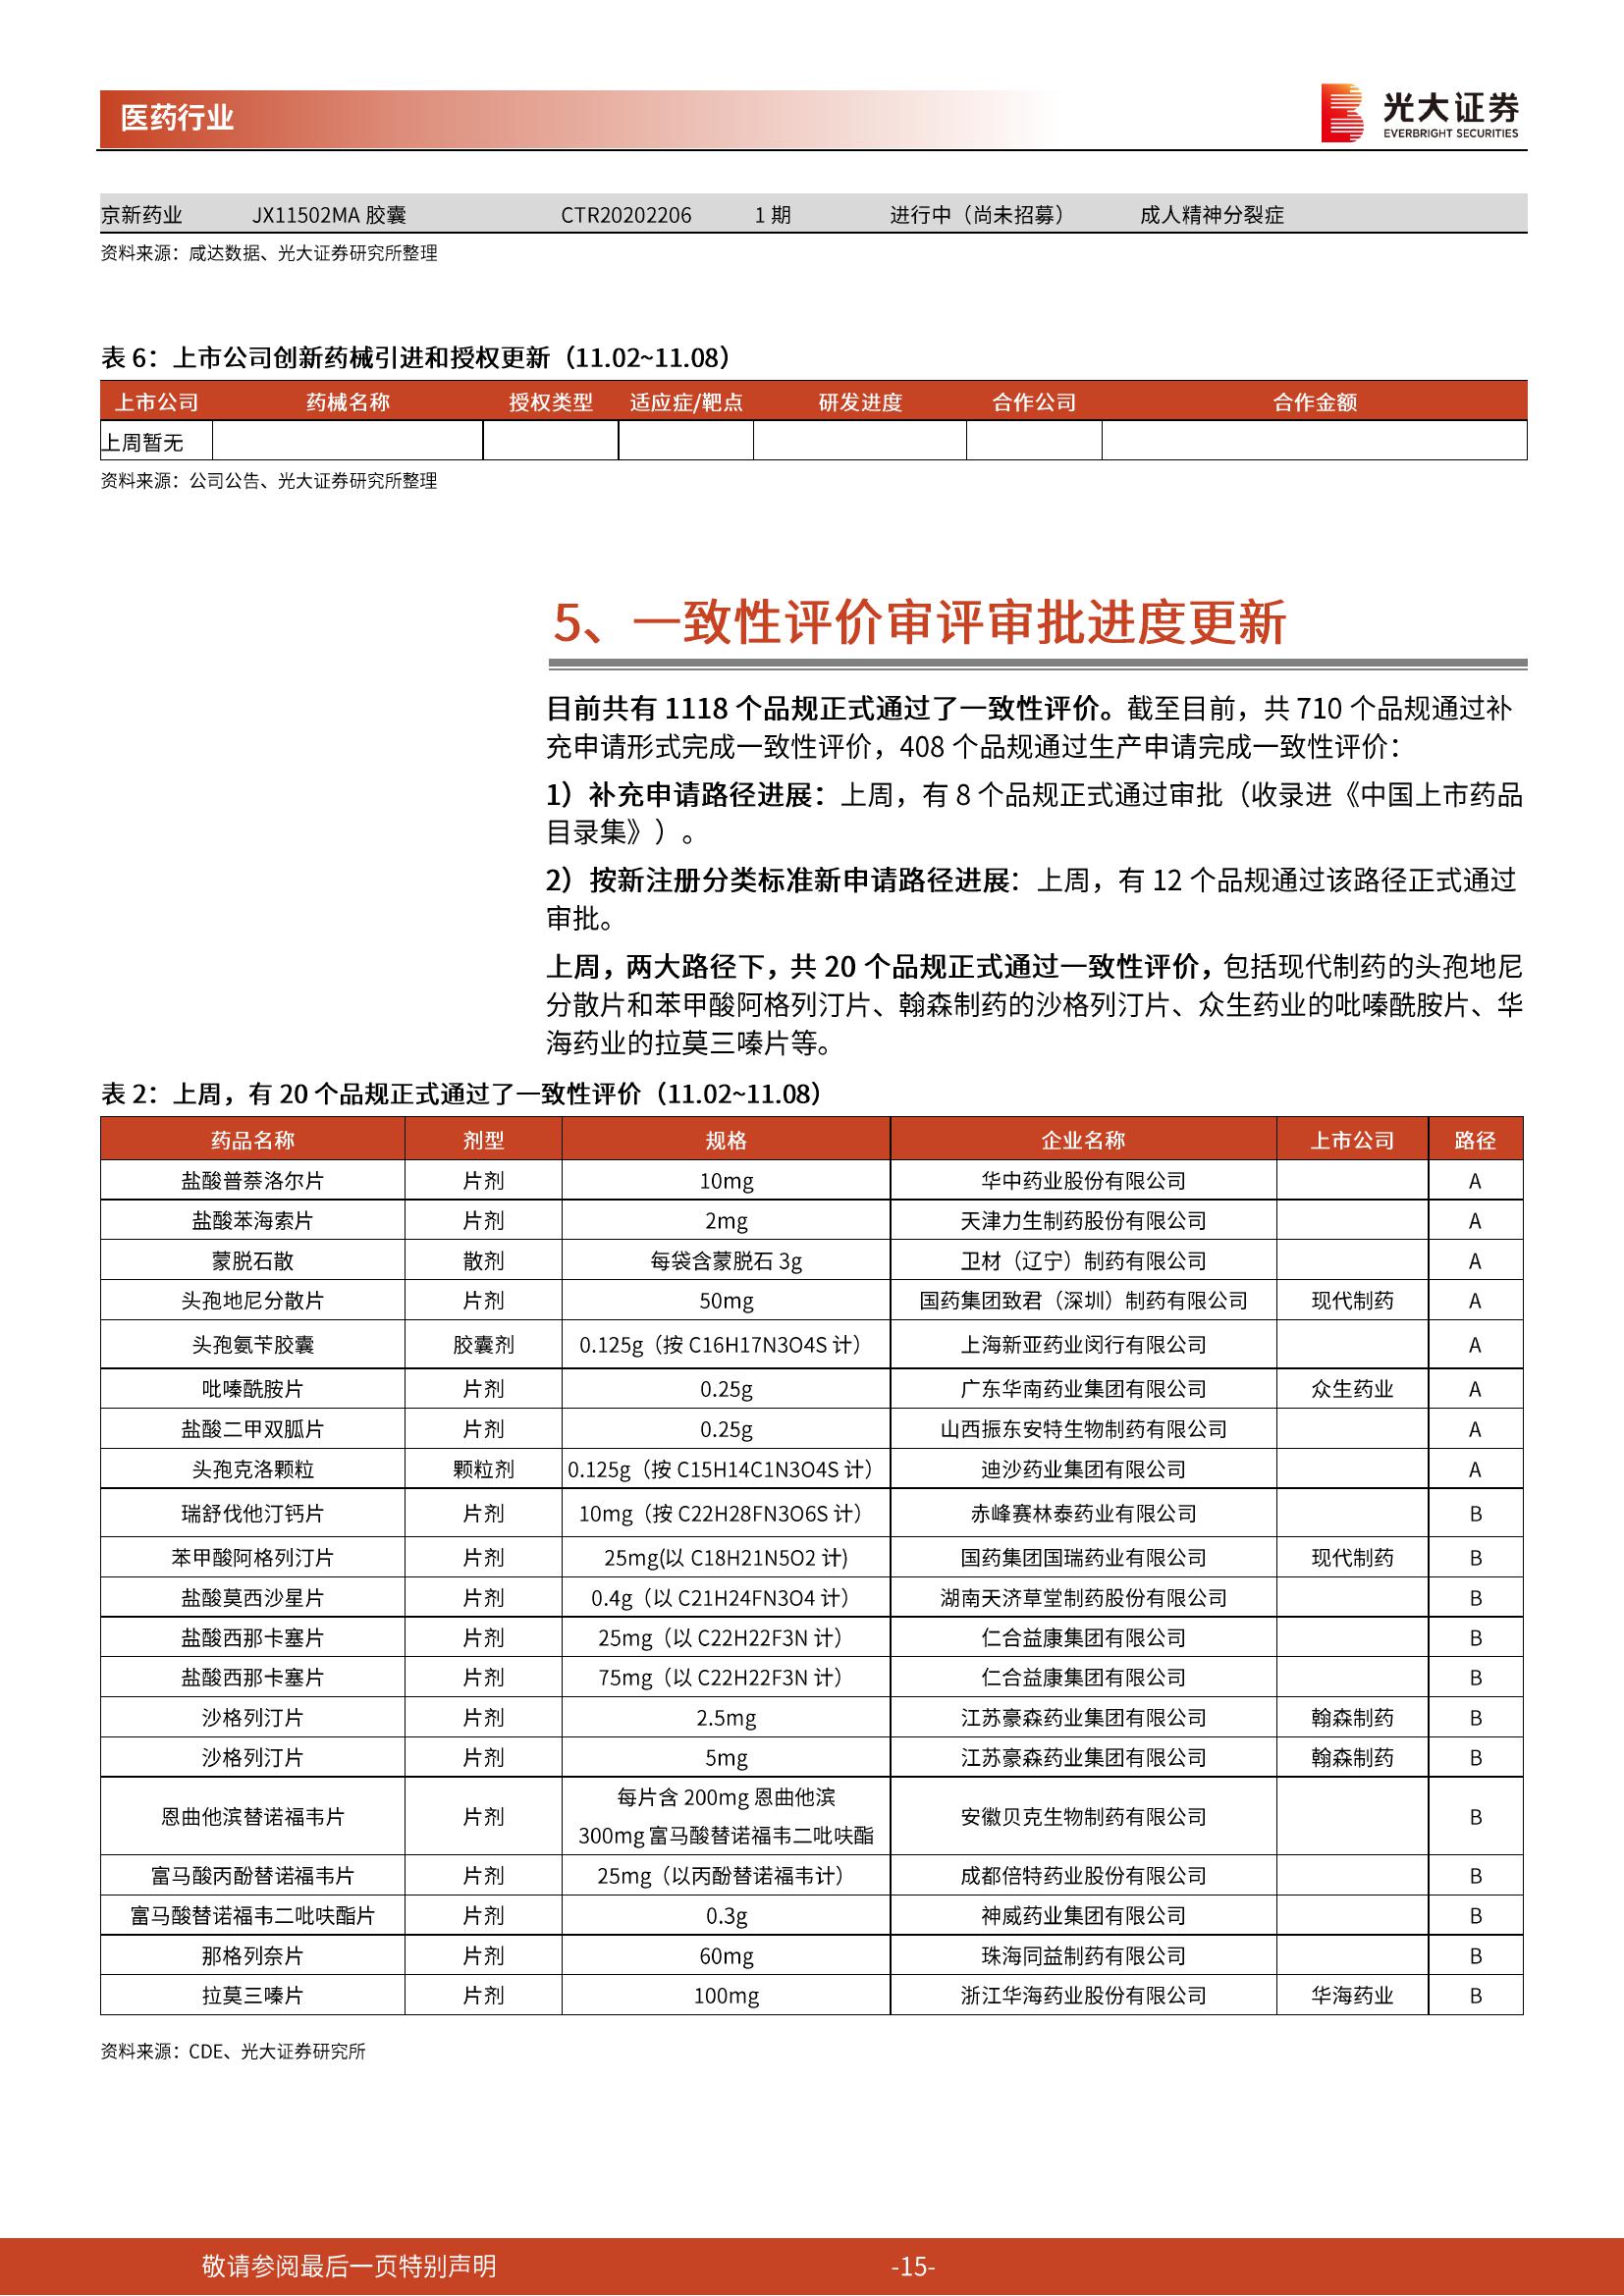 医药行业
光大证券
EVERBRIGHT SECURITIES
京新药业 JX11502MA 胶囊 CTR20202206 1 期 进行中（尚未招募） 成人精神分裂症
资料来源：咸达数据、光大证券研究所整理
表 6：上市公司创新药械引进和授权更新（11.02~11.08）
上市公司 药械名称 授权类型 适应症/靶点 研发进度 合作公司 合作金额
上周暂无
资料来源：公司公告、光大证券研究所整理
5、一致性评价审评审批进度更新
目前共有 1118 个品规正式通过了一致性评价。截至目前，共 710 个品规通过补
充申请形式完成一致性评价，408 个品规通过生产申请完成一致性评价：
1）补充申请路径进展：上周，有 8 个品规正式通过审批（收录进《中国上市药品
目录集》）。
2）按新注册分类标准新申请路径进展：上周，有 12 个品规通过该路径正式通过
审批。
上周，两大路径下，共 20 个品规正式通过一致性评价，包括现代制药的头孢地尼
分散片和苯甲酸阿格列汀片、翰森制药的沙格列汀片、众生药业的吡嗪酰胺片、华
海药业的拉莫三嗪片等。
表 2：上周，有 20 个品规正式通过了一致性评价（11.02~11.08）
药品名称 剂型 规格 企业名称 上市公司 路径
盐酸普萘洛尔片 片剂 10mg 华中药业股份有限公司 A
盐酸苯海索片 片剂 2mg 天津力生制药股份有限公司 A
蒙脱石散 散剂 每袋含蒙脱石 3g 卫材（辽宁）制药有限公司 A
头孢地尼分散片 片剂 50mg 国药集团致君（深圳）制药有限公司 现代制药 A
头孢氨苄胶囊 胶囊剂 0.125g（按 C16H17N3O4S 计） 上海新亚药业闵行有限公司 A
吡嗪酰胺片 片剂 0.25g 广东华南药业集团有限公司 众生药业 A
盐酸二甲双胍片 片剂 0.25g 山西振东安特生物制药有限公司 A
头孢克洛颗粒 颗粒剂 0.125g（按 C15H14C1N3O4S 计） 迪沙药业集团有限公司 A
瑞舒伐他汀钙片 片剂 10mg（按 C22H28FN3O6S 计） 赤峰赛林泰药业有限公司 B
苯甲酸阿格列汀片 片剂 25mg(以 C18H21N5O2 计) 国药集团国瑞药业有限公司 现代制药 B
盐酸莫西沙星片 片剂 0.4g（以 C21H24FN3O4 计） 湖南天济草堂制药股份有限公司 B
盐酸西那卡塞片 片剂 25mg（以 C22H22F3N 计） 仁合益康集团有限公司 B
盐酸西那卡塞片 片剂 75mg（以 C22H22F3N 计） 仁合益康集团有限公司 B
沙格列汀片 片剂 2.5mg 江苏豪森药业集团有限公司 翰森制药 B
沙格列汀片 片剂 5mg 江苏豪森药业集团有限公司 翰森制药 B
恩曲他滨替诺福韦片 片剂 每片含 200mg 恩曲他滨 安徽贝克生物制药有限公司 B
300mg 富马酸替诺福韦二吡呋酯
富马酸丙酚替诺福韦片 片剂 25mg（以丙酚替诺福韦计） 成都倍特药业股份有限公司 B
富马酸替诺福韦二吡呋酯片 片剂 0.3g 神威药业集团有限公司 B
那格列奈片 片剂 60mg 珠海同益制药有限公司 B
拉莫三嗪片 片剂 100mg 浙江华海药业股份有限公司 华海药业 B
资料来源：CDE、光大证券研究所
敬请参阅最后一页特别声明 -15-